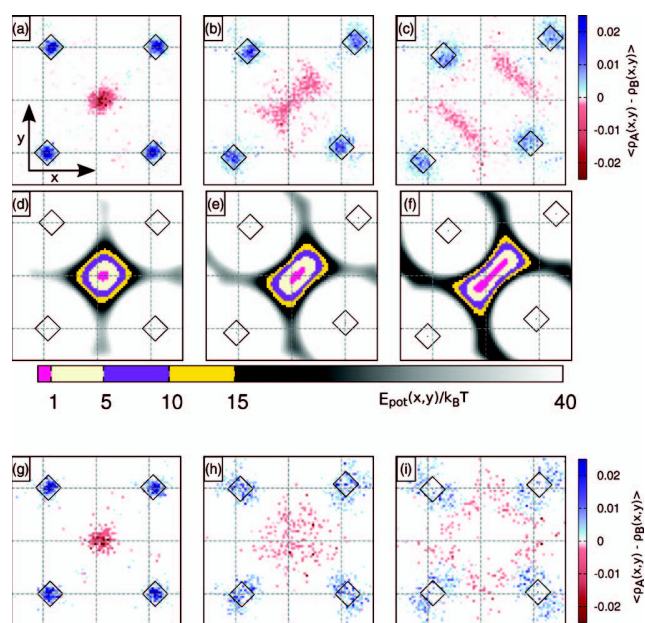 (a) (b) (c)
0.02
0.01
0
-0.01
-0.02
<ρA(x,y) - ρB(x,y)>
y
x
(d) (e) (f)
1 5 10 15 Epot(x,y)/kBT 40
(g) (h) (i)
0.02
0.01
0
-0.01
-0.02
<ρA(x,y) - ρB(x,y)>